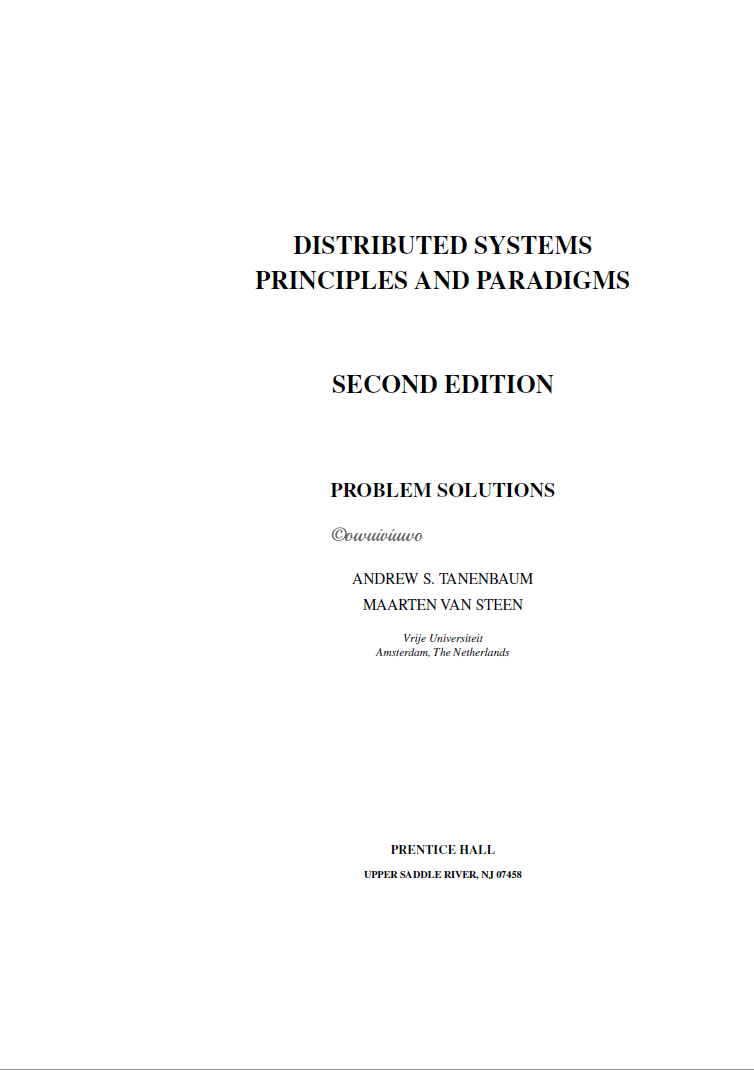 DISTRIBUTED SYSTEMS
PRINCIPLES AND PARADIGMS
SECOND EDITION
PROBLEM SOLUTIONS
ANDREW S. TANENBAUM
MAARTEN VAN STEEN
Vrije Universiteit
Amsterdam, The Netherlands
PRENTICE HALL
UPPER SADDLE RIVER, NJ 07458